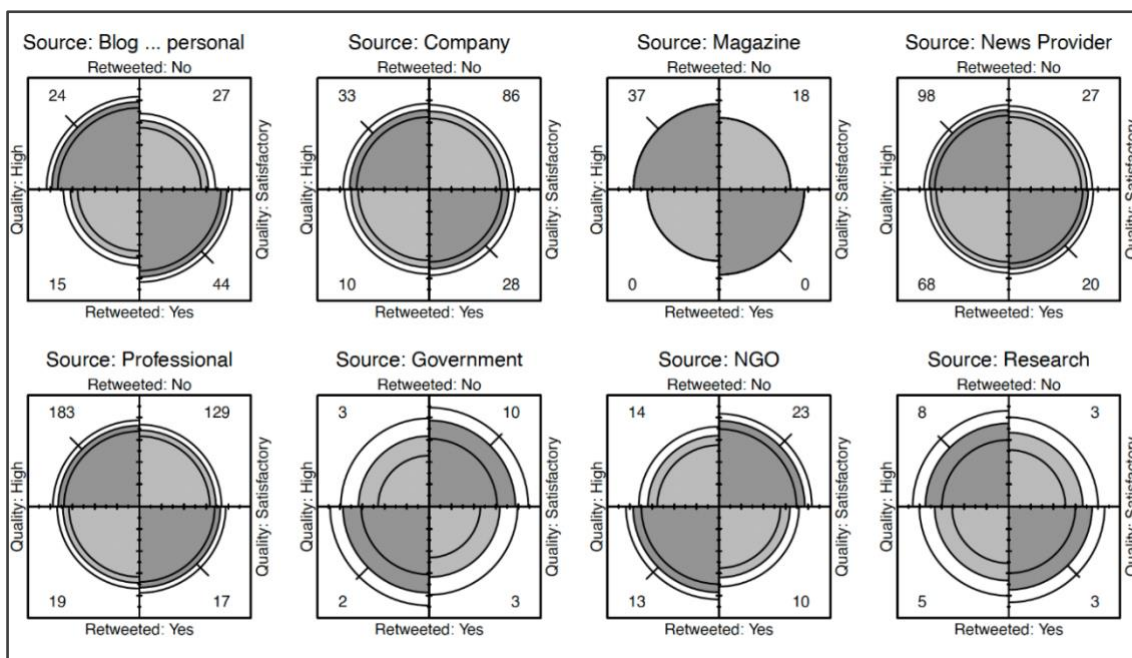 Source: Blog ... personal
Retweeted: No
24 27
Quality: High
Quality: Satisfactory
15 44
Retweeted: Yes
Source: Company
Retweeted: No
33 86
Quality: High
Quality: Satisfactory
10 28
Retweeted: Yes
Source: Magazine
Retweeted: No
37 18
Quality: High
Quality: Satisfactory
0 0
Retweeted: Yes
Source: News Provider
Retweeted: No
98 27
Quality: High
Quality: Satisfactory
68 20
Retweeted: Yes
Source: Professional
Retweeted: No
183 129
Quality: High
Quality: Satisfactory
19 17
Retweeted: Yes
Source: Government
Retweeted: No
3 10
Quality: High
Quality: Satisfactory
2 3
Retweeted: Yes
Source: NGO
Retweeted: No
14 23
Quality: High
Quality: Satisfactory
13 10
Retweeted: Yes
Source: Research
Retweeted: No
8 3
Quality: High
Quality: Satisfactory
5 3
Retweeted: Yes